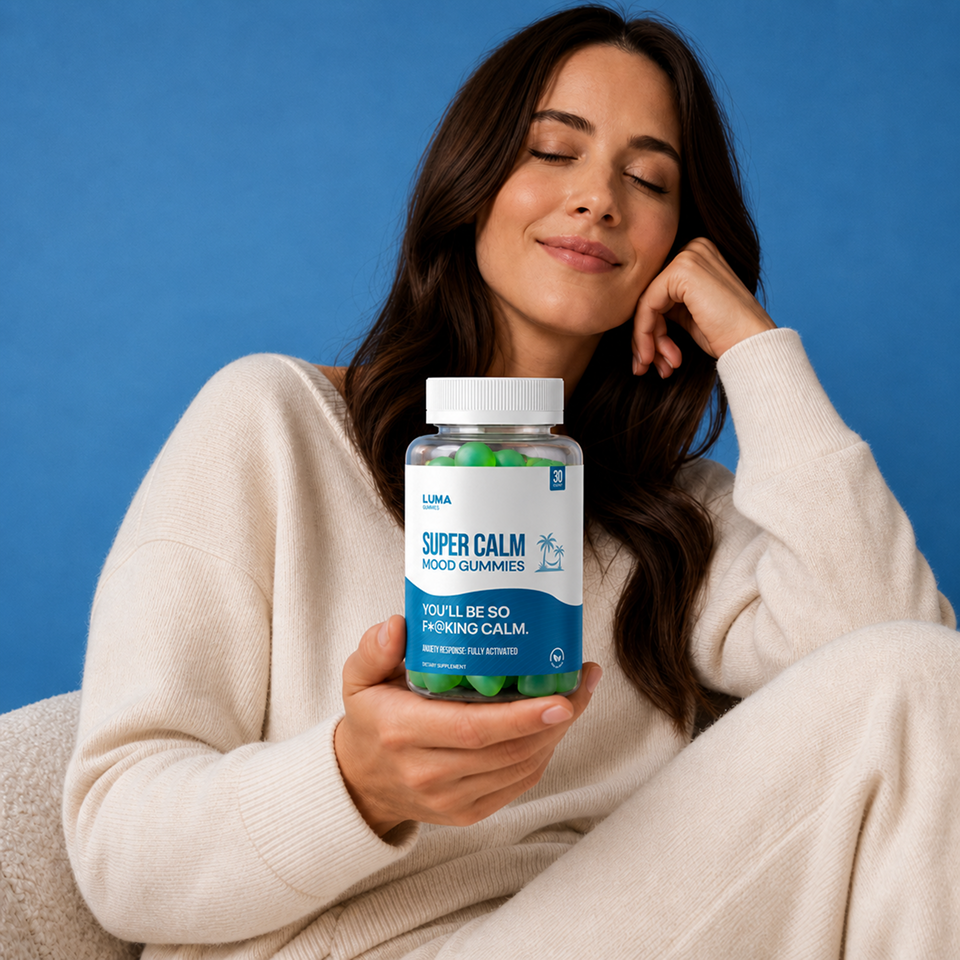 30
LUMA
GUMMIES
SUPER CALM
MOOD GUMMIES
YOU'LL BE SO
F*@KING CALM.
ANXIETY RESPONSE: FULLY ACTIVATED
DIETARY SUPPLEMENT